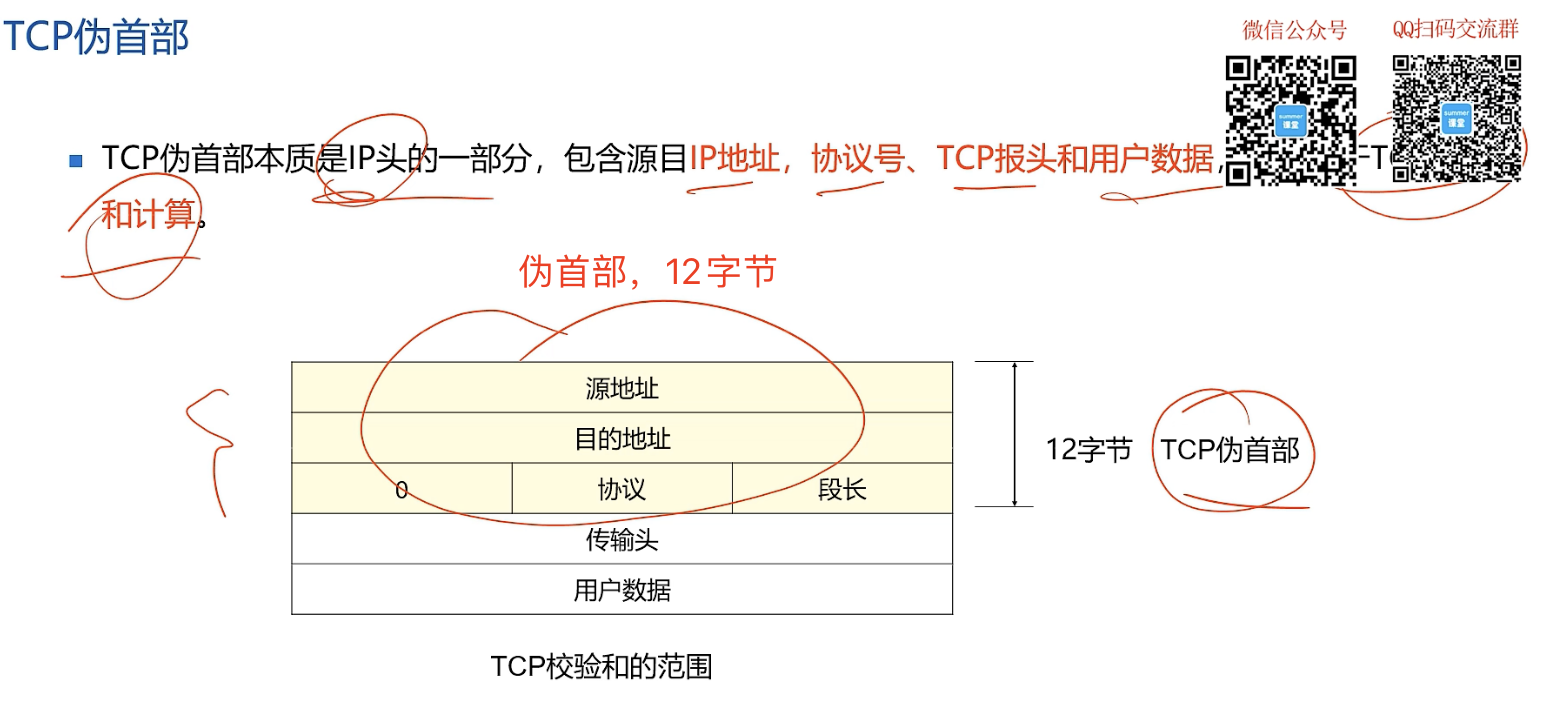 TCP伪首部
微信公众号
QQ扫码交流群
summer
课堂
summer
课堂
TCP伪首部本质是IP头的一部分，包含源目IP地址，协议号、TCP报头和用户数据，
和计算。
伪首部，12字节
源地址
目的地址
0 协议 段长
12字节 TCP伪首部
传输头
用户数据
TCP校验和的范围